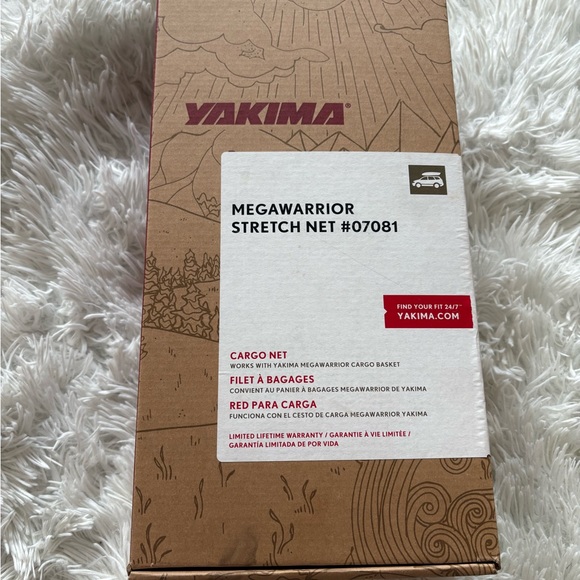 YAKIMA®
MEGAWARRIOR
STRETCH NET #07081
FIND YOUR FIT 24/7™
YAKIMA.COM
CARGO NET
WORKS WITH YAKIMA MEGAWARRIOR CARGO BASKET
FILET À BAGAGES
CONVIENT AU PANIER À BAGAGES MEGAWARRIOR DE YAKIMA
RED PARA CARGA
FUNCIONA CON EL CESTO DE CARGA MEGAWARRIOR YAKIMA
LIMITED LIFETIME WARRANTY / GARANTIE À VIE LIMITÉE /
GARANTÍA LIMITADA DE POR VIDA